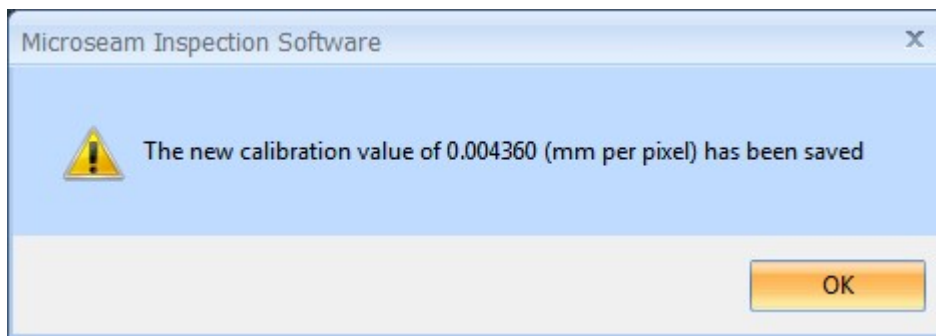 Microseam Inspection Software
The new calibration value of 0.004360 (mm per pixel) has been saved
OK